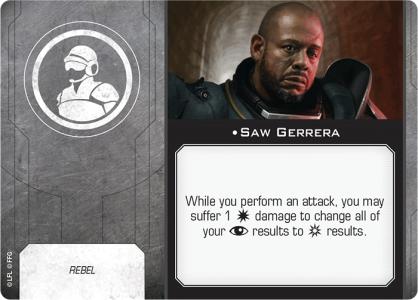 •Saw Gerrera
While you perform an attack, you may
suffer 1 damage to change all of
your results to results.
REBEL
© LFL © FFG